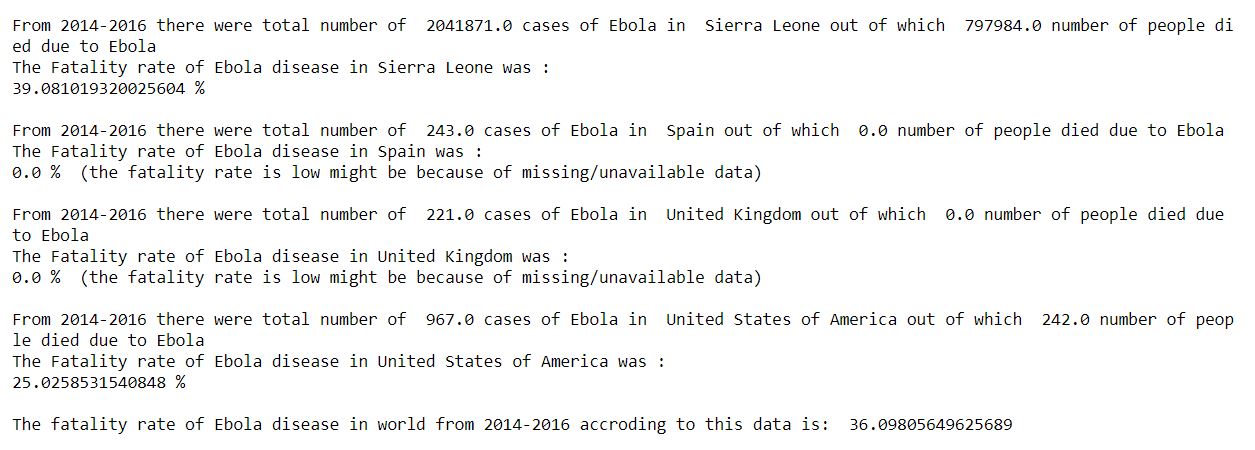 From 2014-2016 there were total number of  2041871.0 cases of Ebola in  Sierra Leone out of which  797984.0 number of people di
ed due to Ebola
The Fatality rate of Ebola disease in Sierra Leone was :
39.081019320025604 %

From 2014-2016 there were total number of  243.0 cases of Ebola in  Spain out of which  0.0 number of people died due to Ebola
The Fatality rate of Ebola disease in Spain was :
0.0 %  (the fatality rate is low might be because of missing/unavailable data)

From 2014-2016 there were total number of  221.0 cases of Ebola in  United Kingdom out of which  0.0 number of people died due
to Ebola
The Fatality rate of Ebola disease in United Kingdom was :
0.0 %  (the fatality rate is low might be because of missing/unavailable data)

From 2014-2016 there were total number of  967.0 cases of Ebola in  United States of America out of which  242.0 number of peop
le died due to Ebola
The Fatality rate of Ebola disease in United States of America was :
25.0258531540848 %

The fatality rate of Ebola disease in world from 2014-2016 accroding to this data is:  36.09805649625689